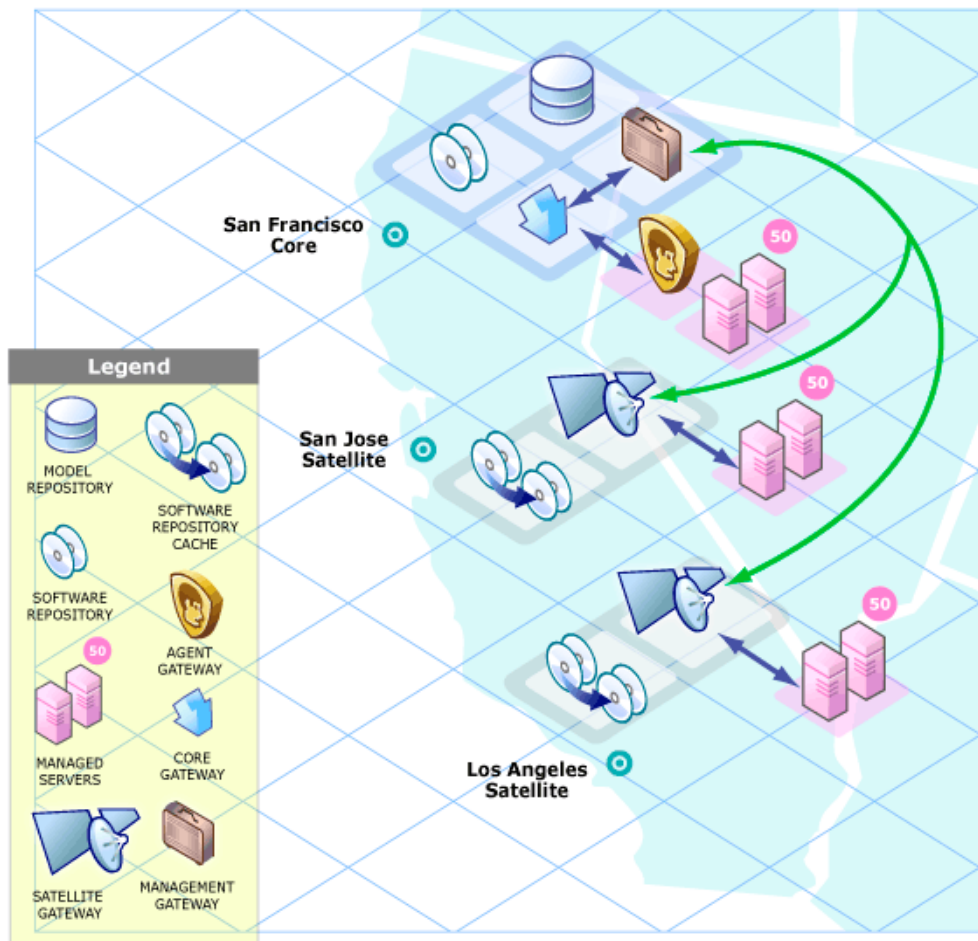 50
San Francisco
Core
50
San Jose
Satellite
50
Los Angeles
Satellite
Legend
MODEL
REPOSITORY
SOFTWARE
REPOSITORY
CACHE
SOFTWARE
REPOSITORY
AGENT
GATEWAY
50
MANAGED
SERVERS
CORE
GATEWAY
SATELLITE
GATEWAY
MANAGEMENT
GATEWAY